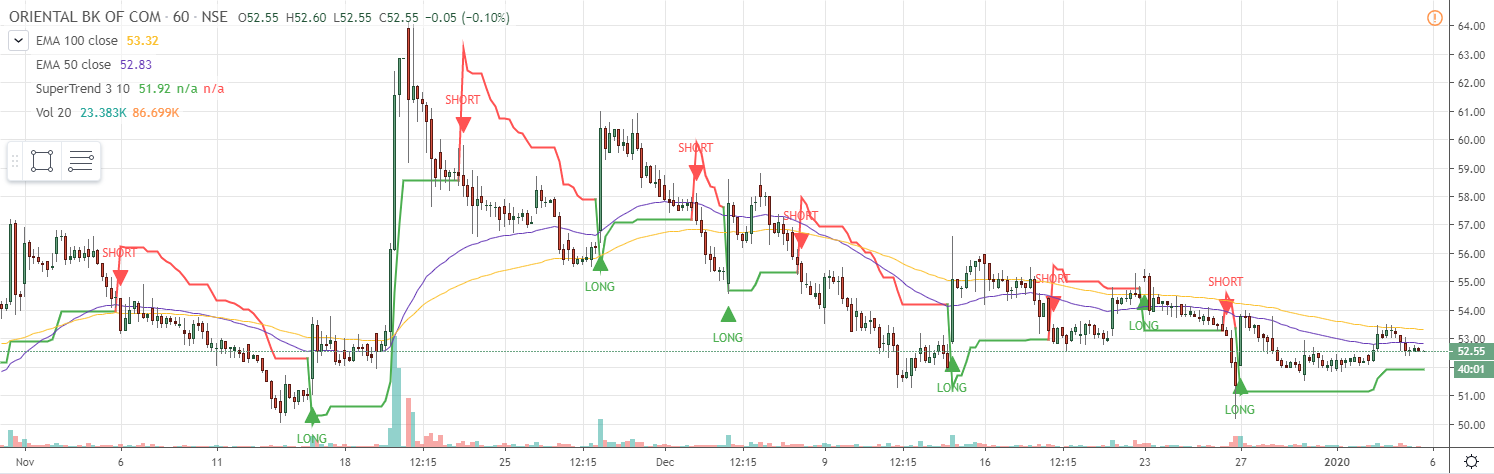 ORIENTAL BK OF COM · 60 · NSE O52.55 H52.60 L52.55 C52.55 −0.05 (−0.10%)
EMA 100 close 53.32
EMA 50 close 52.83
SuperTrend 3 10 51.92 n/a n/a
Vol 20 23.383K 86.699K
SHORT
SHORT
SHORT
SHORT
SHORT
SHORT
LONG
LONG
LONG
LONG
LONG
LONG
64.00
63.00
62.00
61.00
60.00
59.00
58.00
57.00
56.00
55.00
54.00
53.00
52.55
40:01
51.00
50.00
Nov 6 11 18 12:15 25 12:15 Dec 12:15 9 12:15 16 12:15 23 27 2020 6